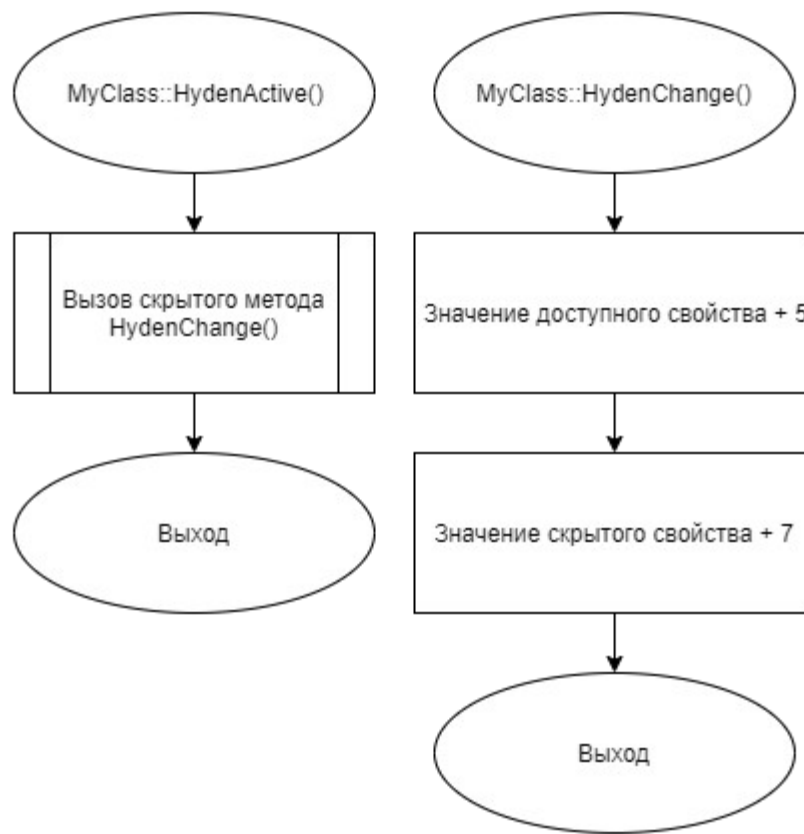 MyClass::HydenActive()
Вызов скрытого метода
HydenChange()
Выход
MyClass::HydenChange()
Значение доступного свойства + 5
Значение скрытого свойства + 7
Выход